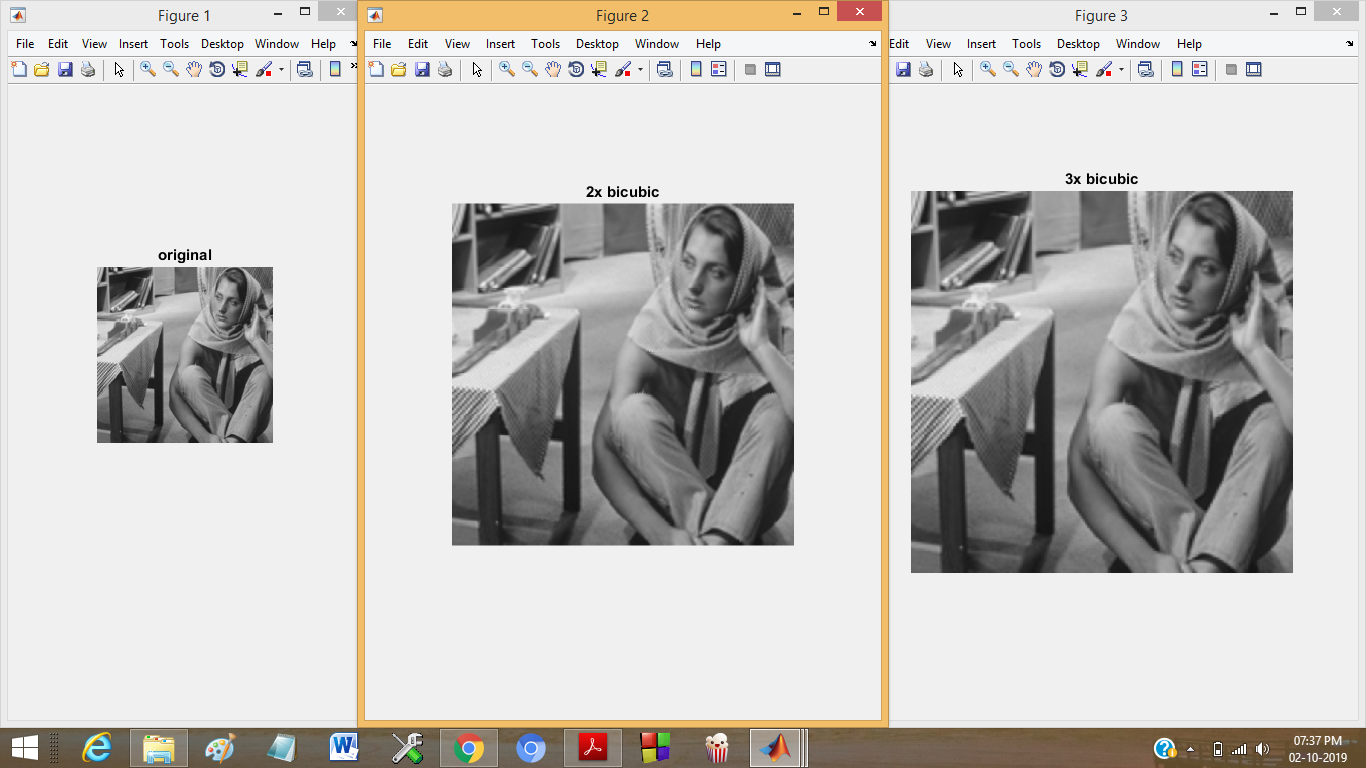 Figure 1
File Edit View Insert Tools Desktop Window Help
original
Figure 2
File Edit View Insert Tools Desktop Window Help
2x bicubic
Figure 3
Edit View Insert Tools Desktop Window Help
3x bicubic
07:37 PM
02-10-2019